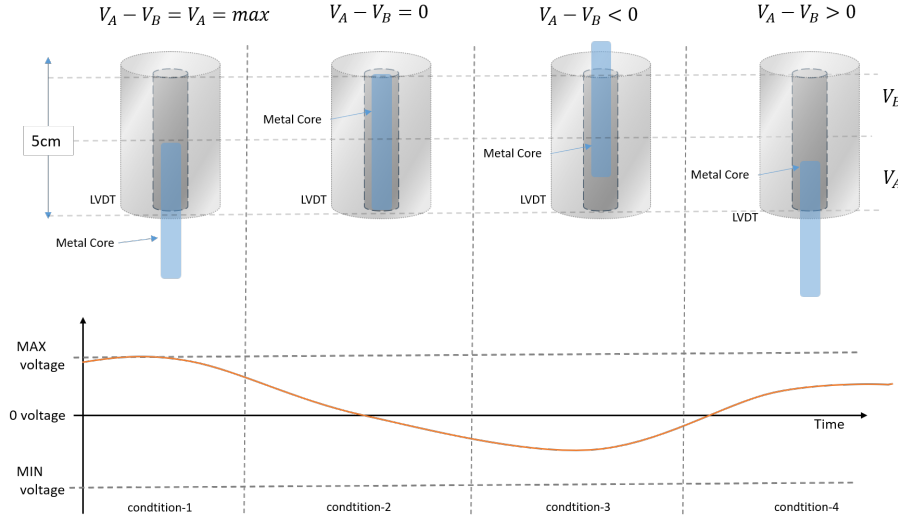 V_A − V_B = V_A = max
V_A − V_B = 0
V_A − V_B < 0
V_A − V_B > 0
V_B
Metal Core
5cm
Metal Core
Metal Core
V_A
LVDT
LVDT
LVDT
LVDT
Metal Core
MAX
voltage
0 voltage
Time
MIN
voltage
condtition-1
condtition-2
condtition-3
condtition-4